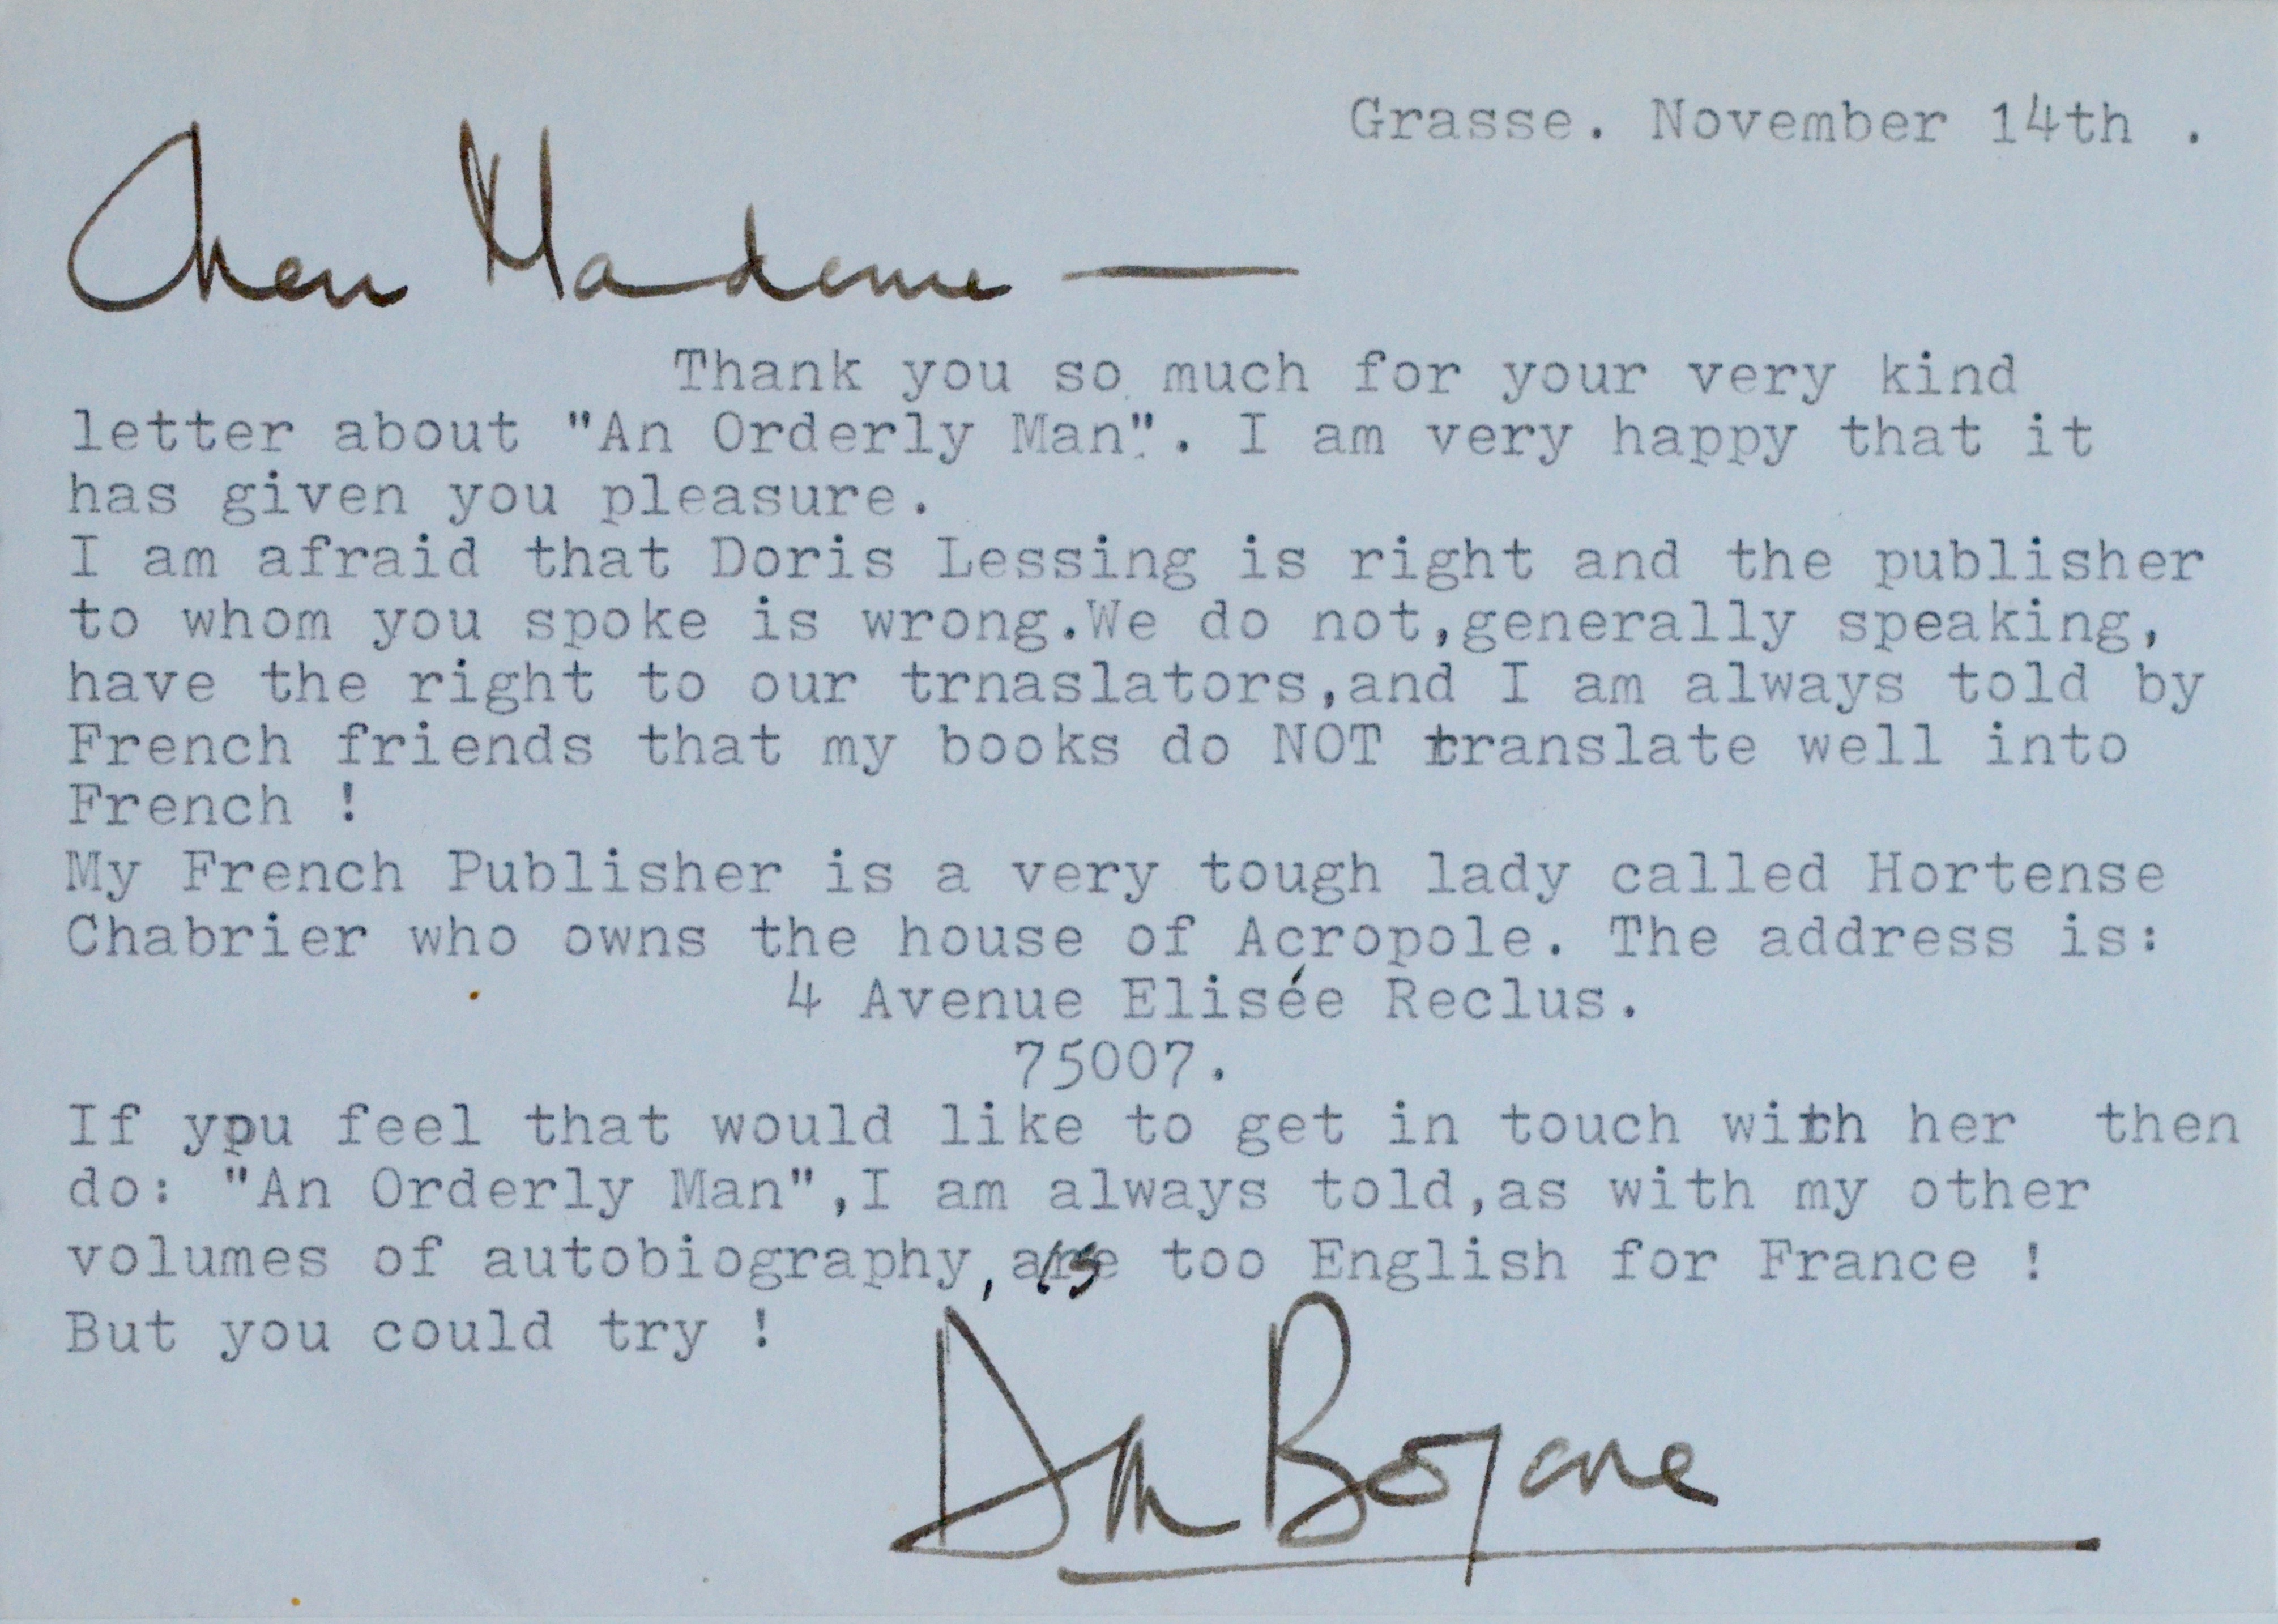 Grasse. November 14th .
Cher Madame —
Thank you so much for your very kind
letter about "An Orderly Man". I am very happy that it
has given you pleasure.
I am afraid that Doris Lessing is right and the publisher
to whom you spoke is wrong.We do not,generally speaking,
have the right to our trnaslators,and I am always told by
French friends that my books do NOT translate well into
French !
My French Publisher is a very tough lady called Hortense
Chabrier who owns the house of Acropole. The address is:
4 Avenue Elisée Reclus.
75007.
If you feel that would like to get in touch with her then
do: "An Orderly Man",I am always told,as with my other
volumes of autobiography, is too English for France !
But you could try !
Dirk Bogarde